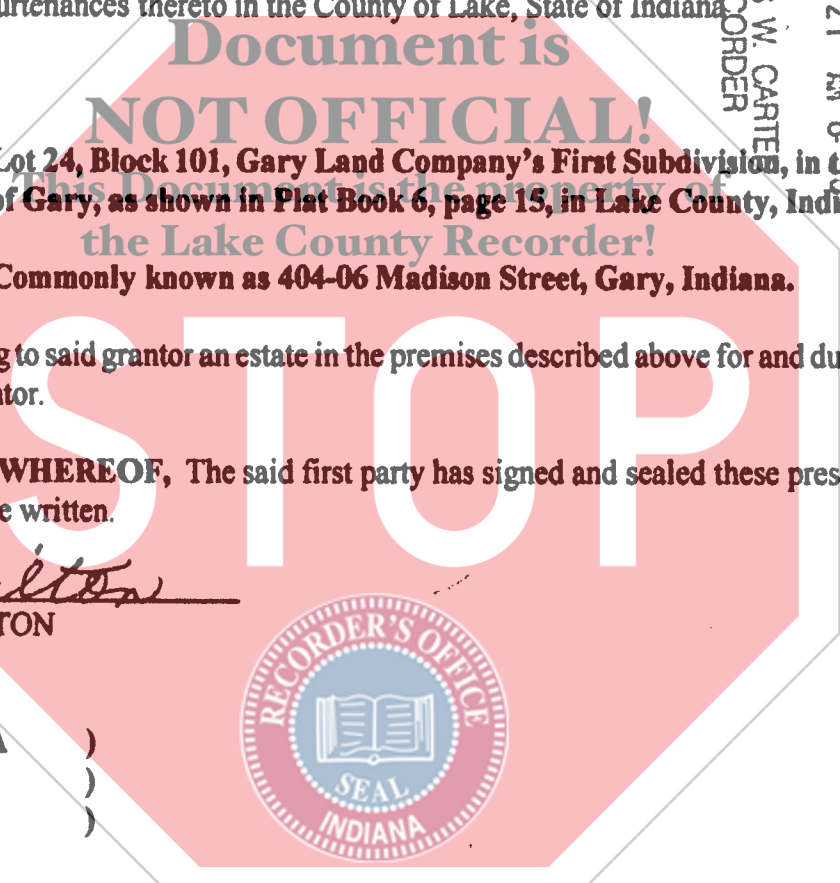 urtenances thereto in the County of Lake, State of Indiana
Document is
NOT OFFICIAL!
Lot 24, Block 101, Gary Land Company's First Subdivision, in
This Document is the property of
of Gary, as shown in Plat Book 6, page 15, in Lake County, Indi
the Lake County Recorder!
Commonly known as 404-06 Madison Street, Gary, Indiana.
g to said grantor an estate in the premises described above for and du
ntor.
STOP
WHEREOF, The said first party has signed and sealed these pres
e written.
TON
RECORDER'S OFFICE
SEAL
INDIANA
)
)
)
W. CARTE
CORDER